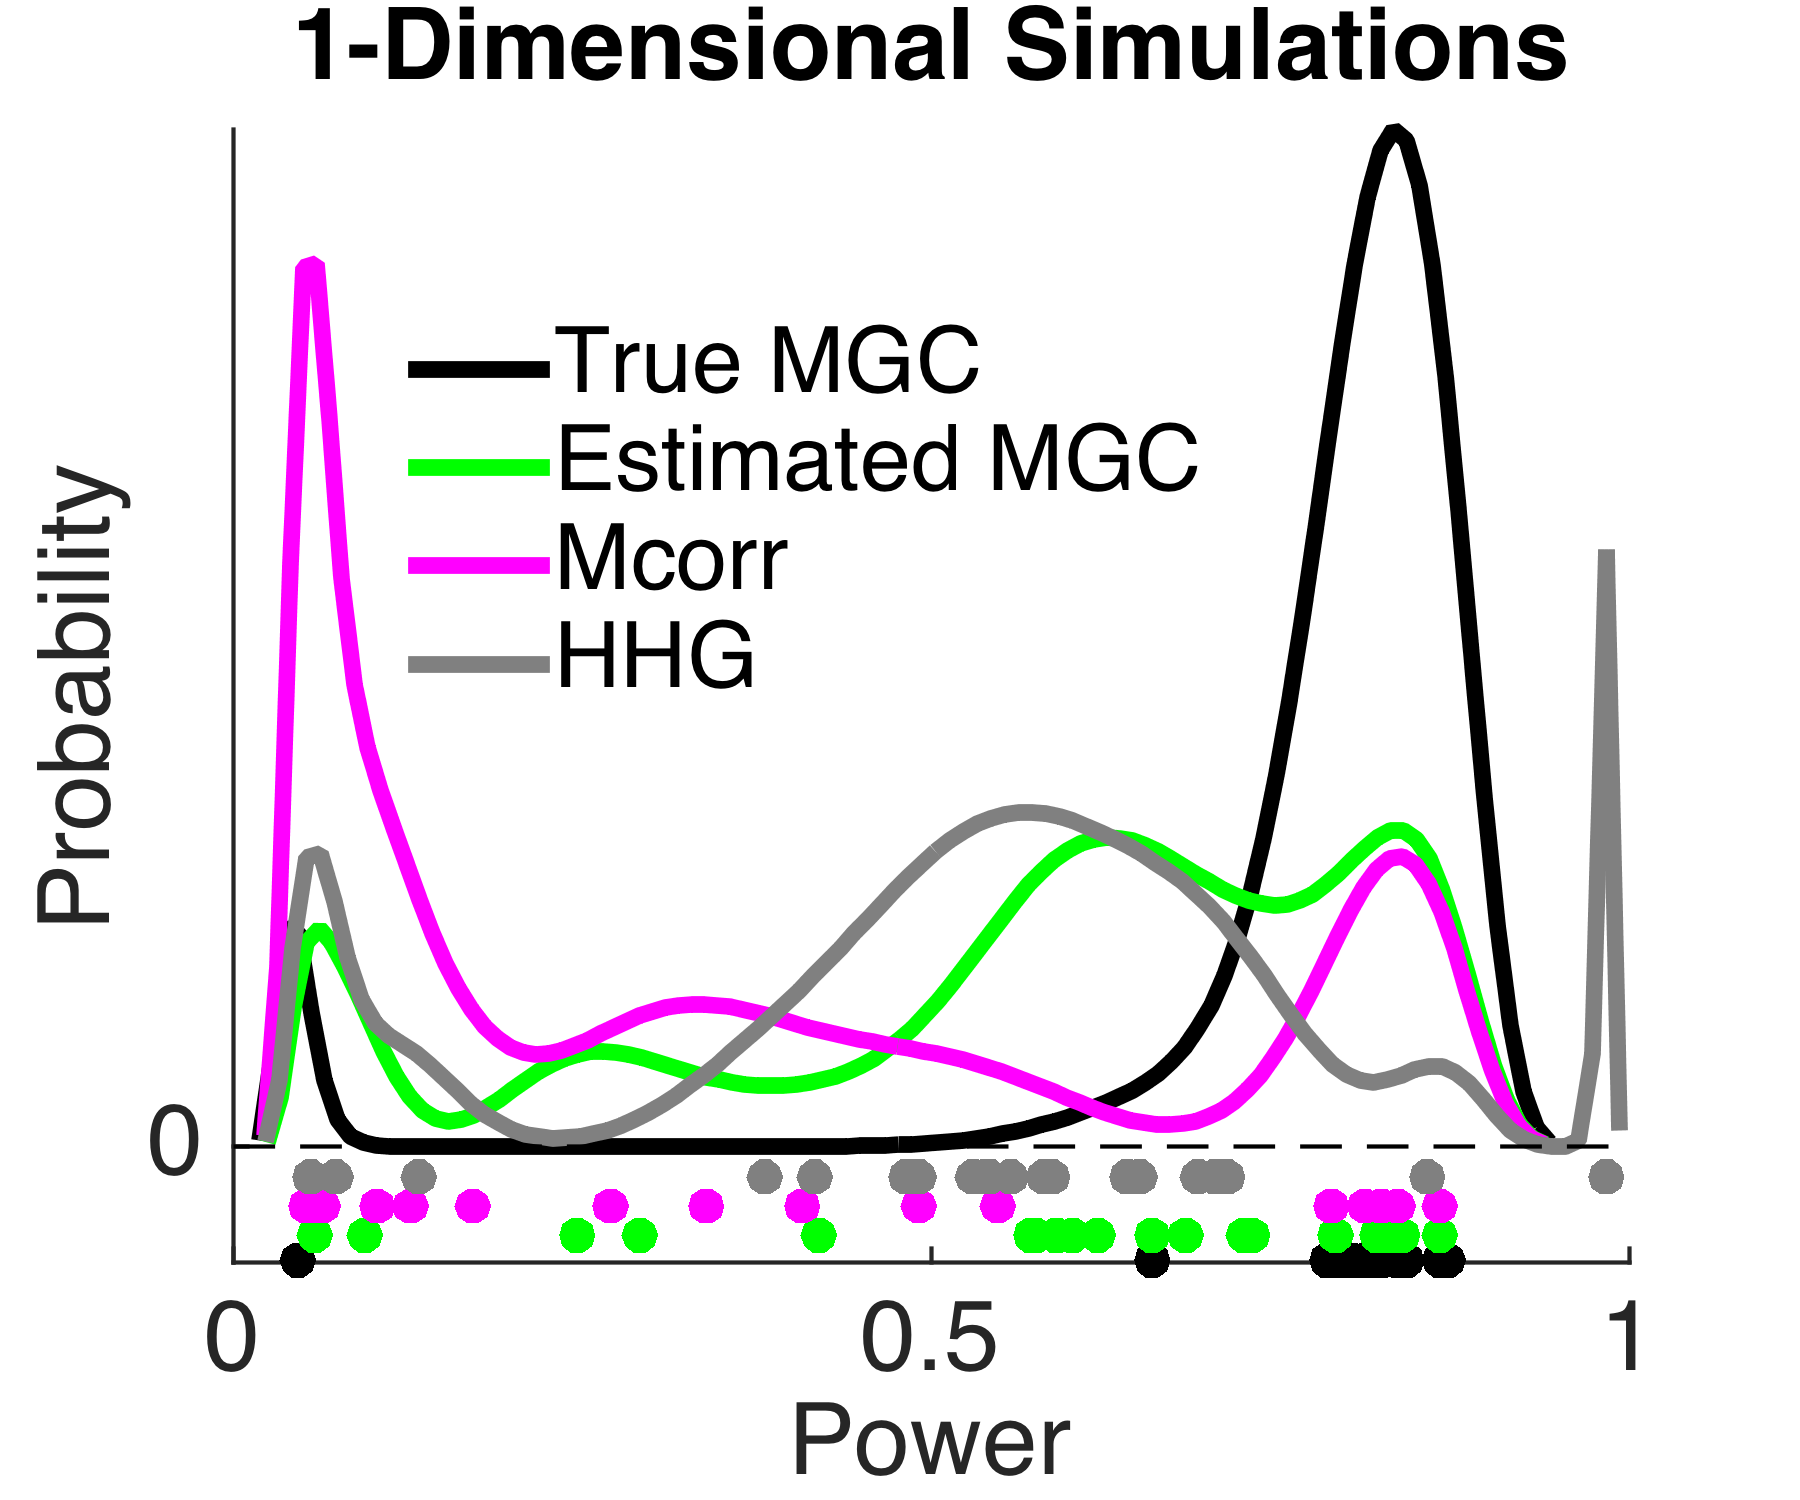 1-Dimensional Simulations
True MGC
Estimated MGC
Mcorr
HHG
Probability
0
0 0.5 1
Power